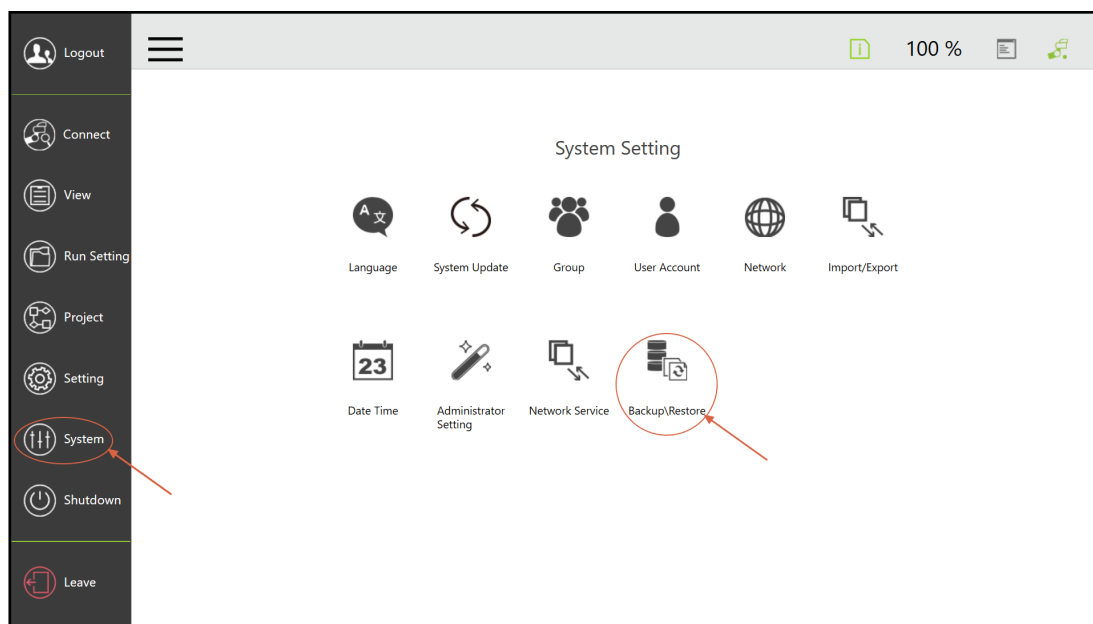 Logout
100 %
Connect
View
Run Setting
Project
Setting
System
Shutdown
Leave
System Setting
A 文
Language
System Update
Group
User Account
Network
Import/Export
23
Date Time
Administrator
Setting
Network Service
Backup\Restore